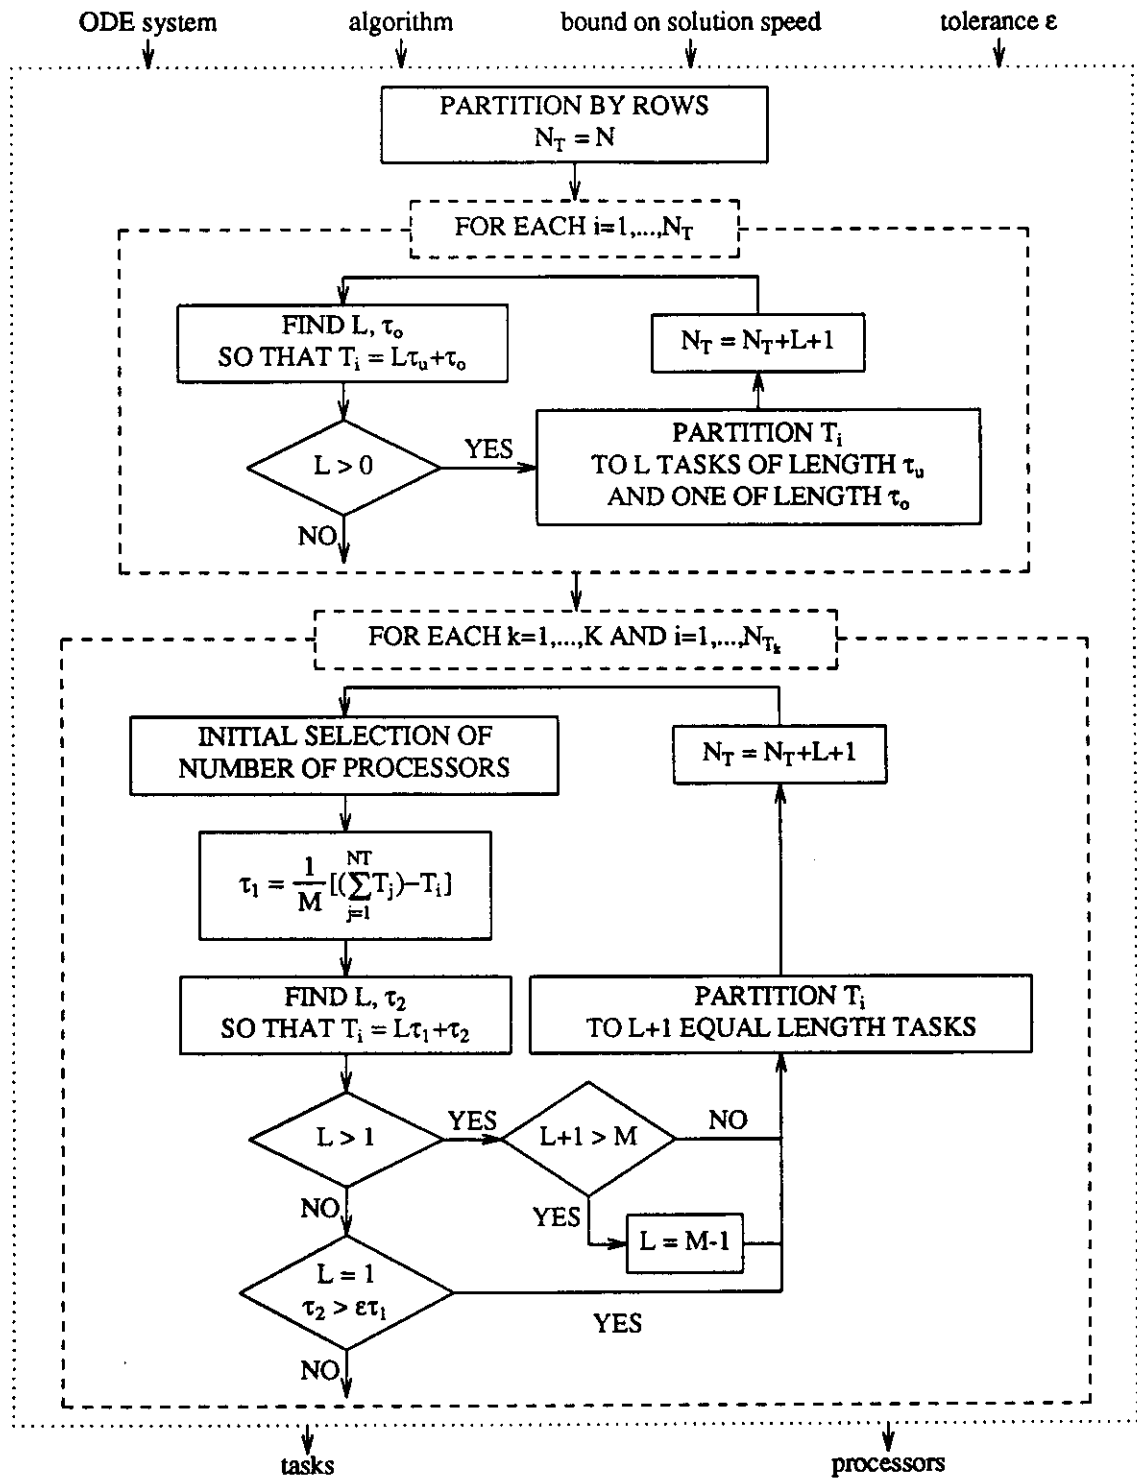 ODE system
algorithm
bound on solution speed
tolerance ε
PARTITION BY ROWS
N_T = N
FOR EACH i=1,...,N_T
FIND L, τ_o
SO THAT T_i = Lτ_u+τ_o
N_T = N_T+L+1
L > 0
YES
PARTITION T_i
TO L TASKS OF LENGTH τ_u
AND ONE OF LENGTH τ_o
NO
FOR EACH k=1,...,K AND i=1,...,N_{T_k}
INITIAL SELECTION OF
NUMBER OF PROCESSORS
N_T = N_T+L+1
τ_1 = \frac{1}{M} [(\sum_{j=1}^{NT} T_j)−T_i]
FIND L, τ_2
SO THAT T_i = Lτ_1+τ_2
PARTITION T_i
TO L+1 EQUAL LENGTH TASKS
L > 1
YES
L+1 > M
NO
NO
YES
L = M-1
L = 1
τ_2 > ετ_1
YES
NO
tasks
processors